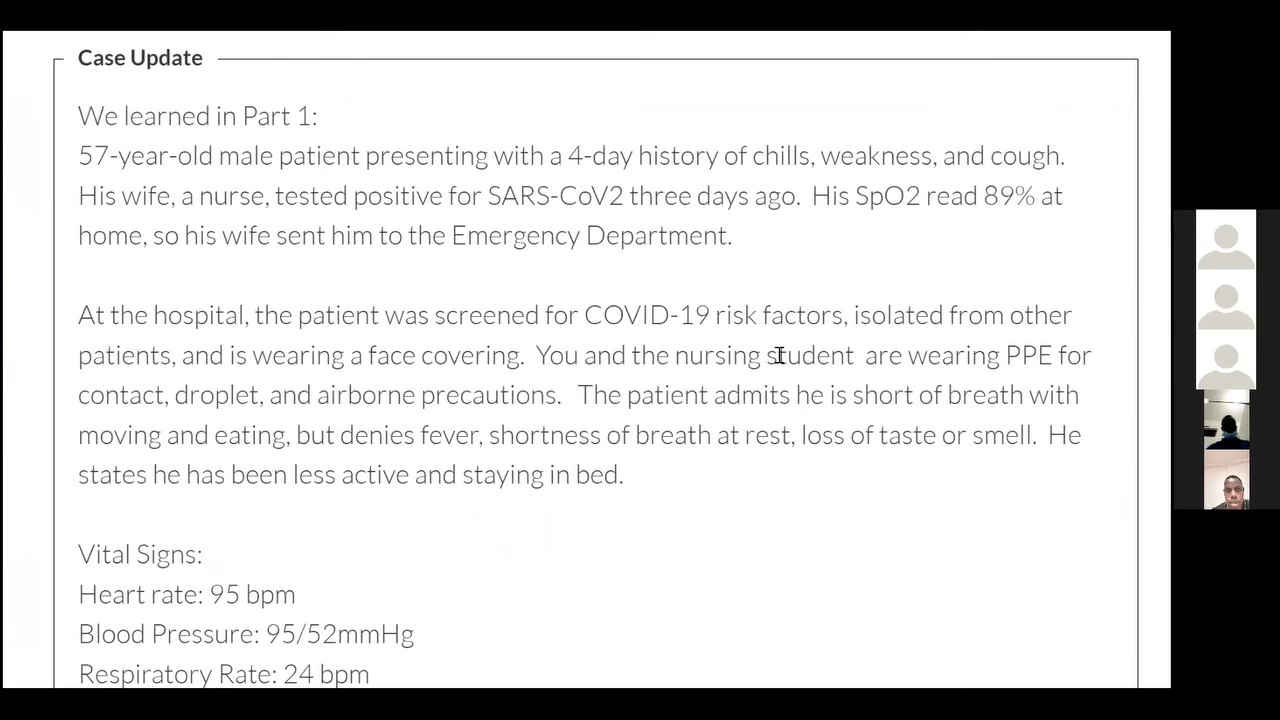 Case Update
We learned in Part 1:
57-year-old male patient presenting with a 4-day history of chills, weakness, and cough.
His wife, a nurse, tested positive for SARS-CoV2 three days ago.  His SpO2 read 89% at
home, so his wife sent him to the Emergency Department.
At the hospital, the patient was screened for COVID-19 risk factors, isolated from other
patients, and is wearing a face covering.  You and the nursing student  are wearing PPE for
contact, droplet, and airborne precautions.   The patient admits he is short of breath with
moving and eating, but denies fever, shortness of breath at rest, loss of taste or smell.  He
states he has been less active and staying in bed.
Vital Signs:
Heart rate: 95 bpm
Blood Pressure: 95/52mmHg
Respiratory Rate: 24 bpm